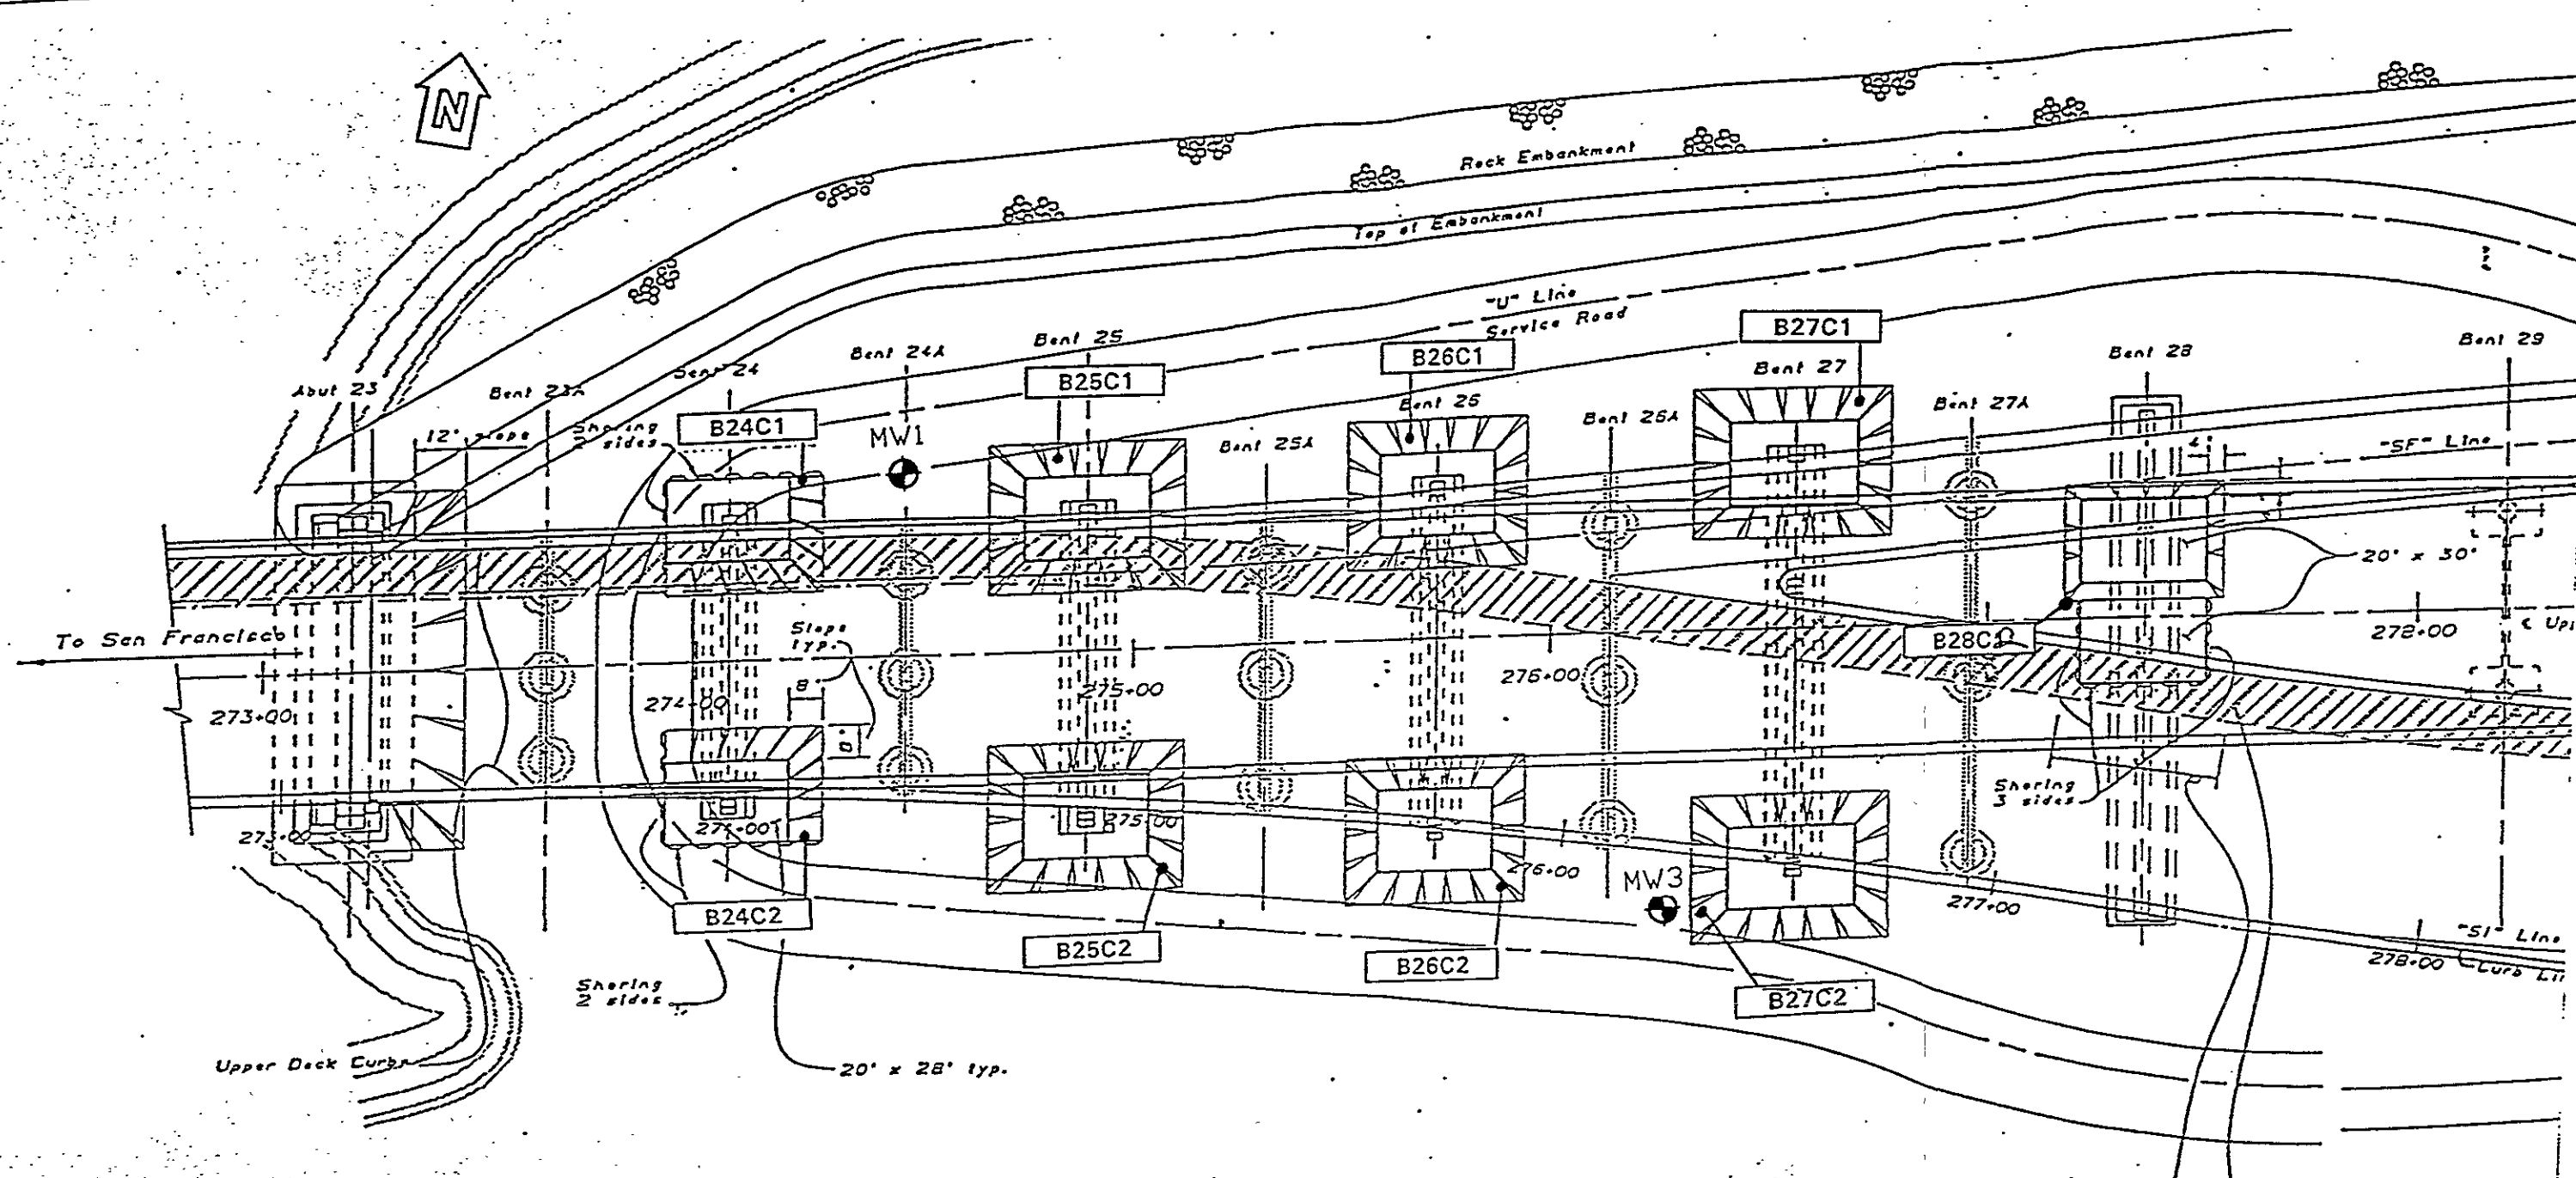 N
Rock Embankment
Top of Embankment
"U" Line
Service Road
B27C1
Bent 25
B26C1
Bent 24A
Bent 28
Bent 29
Bent 24
Bent 27
B25C1
Abut 23
Bent 23A
Bent 26
Bent 27A
B24C1
Bent 26A
12' slope
Shoring
2 sides
MW1
Bent 25A
"SF" Line
20' x 30'
To San Francisco
Slope
typ.
B28C2
278+00
273+00
274+00
8
275+00
276+00
8'
Shoring
3 sides
274+00
275+00
276+00
MW3
277+00
B24C2
B25C2
B26C2
B27C2
"SI" Line
278+00
Shoring
2 sides
Upper Deck Curbs
20' x 28' typ.